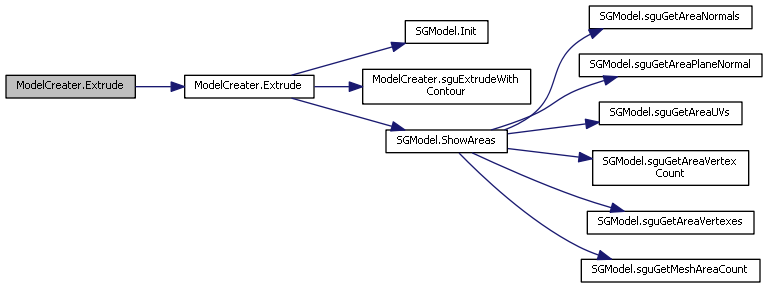 SGModel.sguGetAreaNormals
SGModel.Init
SGModel.sguGetAreaPlaneNormal
ModelCreater.Extrude
ModelCreater.Extrude
ModelCreater.sguExtrudeWith
Contour
SGModel.sguGetAreaUVs
SGModel.ShowAreas
SGModel.sguGetAreaVertex
Count
SGModel.sguGetAreaVertexes
SGModel.sguGetMeshAreaCount